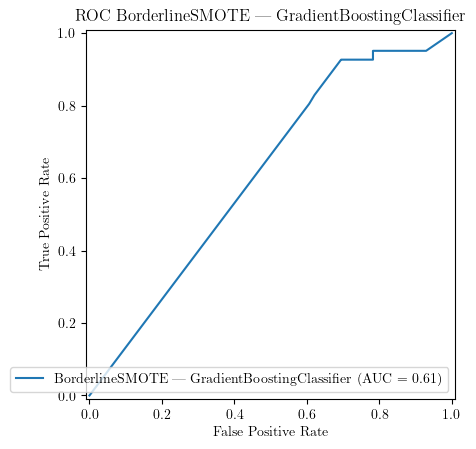 ROC BorderlineSMOTE — GradientBoostingClassifier
1.0
0.8
0.6
0.4
0.2
0.0
True Positive Rate
BorderlineSMOTE — GradientBoostingClassifier (AUC = 0.61)
0.0 0.2 0.4 0.6 0.8 1.0
False Positive Rate